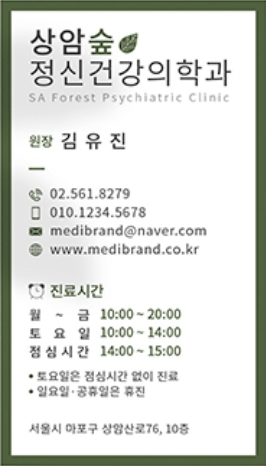 상암숲
정신건강의학과
SA Forest Psychiatric Clinic
원장 김유진
02.561.8279
010.1234.5678
medibrand@naver.com
www.medibrand.co.kr
진료시간
월 ~ 금 10:00 ~ 20:00
토 요 일 10:00 ~ 14:00
점심시간 14:00 ~ 15:00
• 토요일은 점심시간 없이 진료
• 일요일·공휴일은 휴진
서울시 마포구 상암산로76, 10층